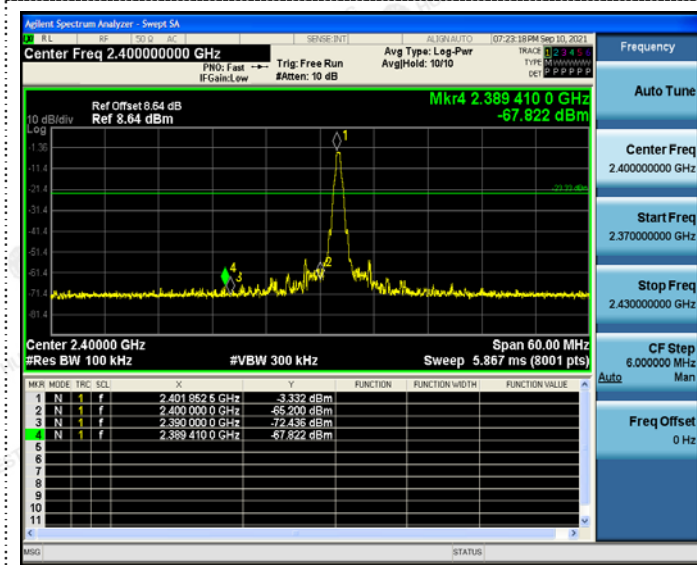 Agilent Spectrum Analyzer - Swept SA
RL RF 50 Ω AC SENSE:INT ALIGNAUTO 07:23:18 PM Sep 10, 2021
Center Freq 2.400000000 GHz
PNO: Fast
IFGain:Low
Trig: Free Run
#Atten: 10 dB
Avg Type: Log-Pwr
Avg|Hold: 10/10
TRACE 1 2 3 4 5 6
TYPE M W W W W W
DET P P P P P P
Ref Offset 8.64 dB
10 dB/div Ref 8.64 dBm
Log
Mkr4 2.389 410 0 GHz
-67.822 dBm
-1.36
-11.4
-21.4
-31.4
-41.4
-51.4
-61.4
-71.4
-81.4
-23.33 dBm
1
2
3
4
Center 2.40000 GHz Span 60.00 MHz
#Res BW 100 kHz #VBW 300 kHz Sweep 5.867 ms (8001 pts)
MKR MODE TRC SCL X Y FUNCTION FUNCTION WIDTH FUNCTION VALUE
1 N 1 f 2.401 852 5 GHz -3.332 dBm
2 N 1 f 2.400 000 0 GHz -65.200 dBm
3 N 1 f 2.390 000 0 GHz -72.436 dBm
4 N 1 f 2.389 410 0 GHz -67.822 dBm
5
6
7
8
9
10
11
MSG STATUS
Frequency
Auto Tune
Center Freq
2.400000000 GHz
Start Freq
2.370000000 GHz
Stop Freq
2.430000000 GHz
CF Step
6.000000 MHz
Auto Man
Freq Offset
0 Hz